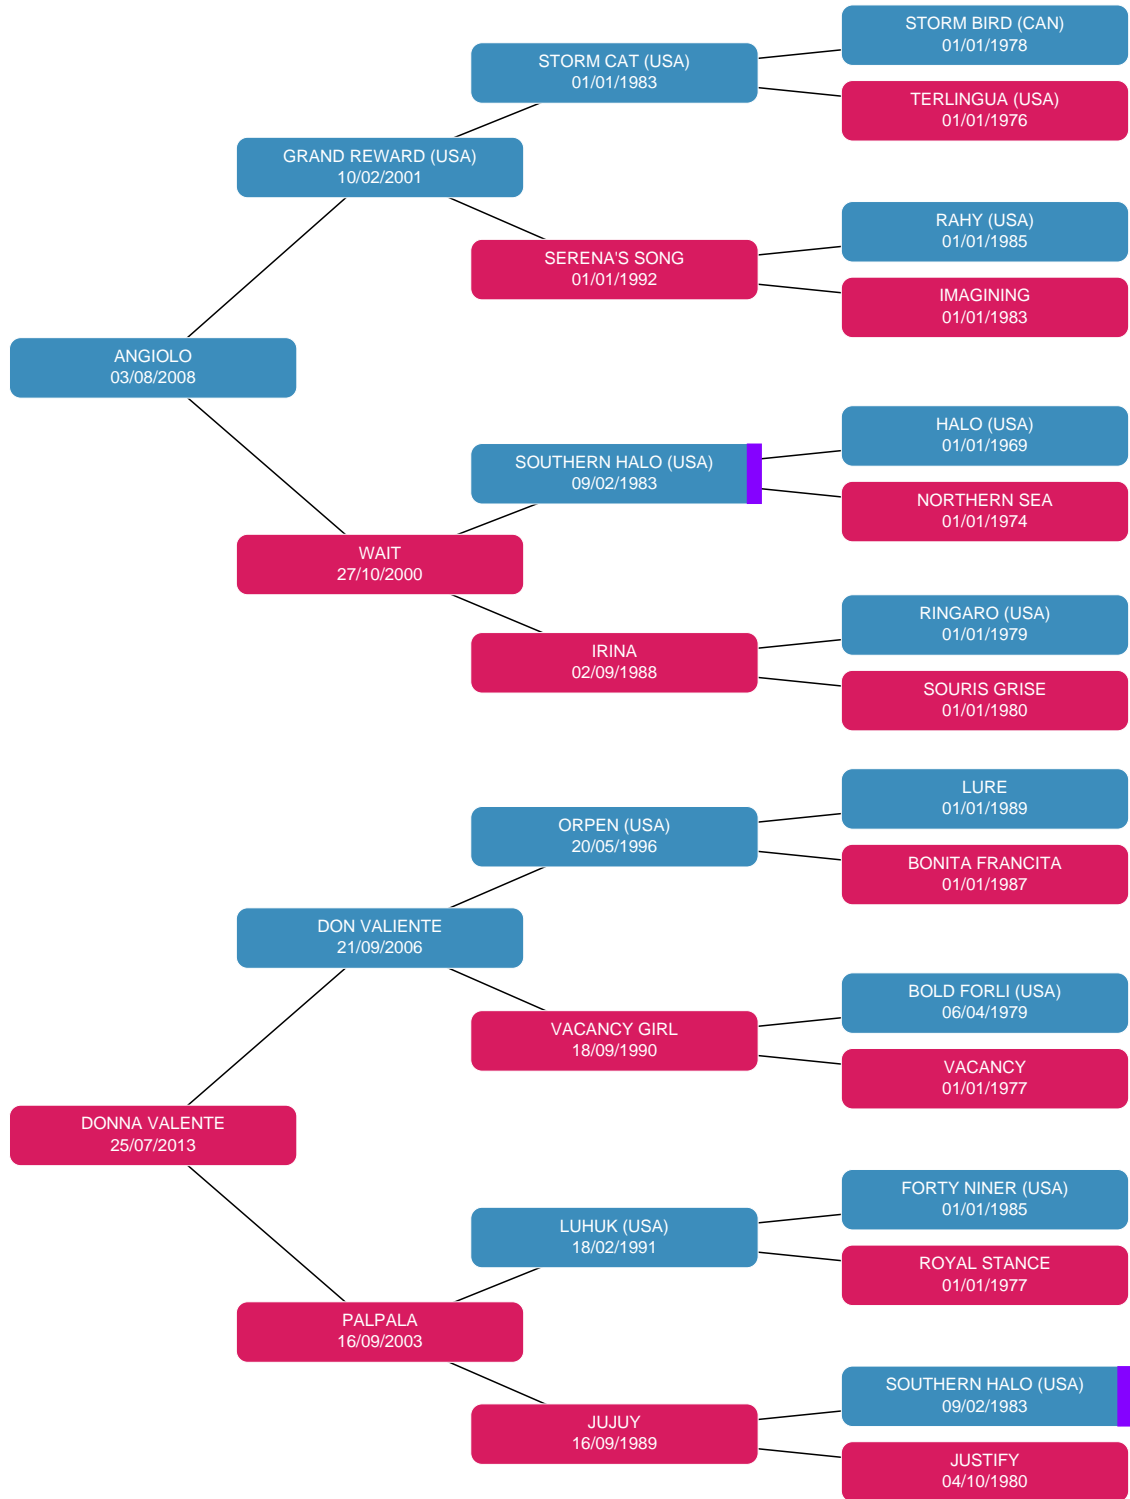 STORM BIRD (CAN)
01/01/1978
STORM CAT (USA)
01/01/1983
TERLINGUA (USA)
01/01/1976
GRAND REWARD (USA)
10/02/2001
RAHY (USA)
01/01/1985
SERENA'S SONG
01/01/1992
IMAGINING
01/01/1983
ANGIOLO
03/08/2008
HALO (USA)
01/01/1969
SOUTHERN HALO (USA)
09/02/1983
NORTHERN SEA
01/01/1974
WAIT
27/10/2000
RINGARO (USA)
01/01/1979
IRINA
02/09/1988
SOURIS GRISE
01/01/1980
LURE
01/01/1989
ORPEN (USA)
20/05/1996
BONITA FRANCITA
01/01/1987
DON VALIENTE
21/09/2006
BOLD FORLI (USA)
06/04/1979
VACANCY GIRL
18/09/1990
VACANCY
01/01/1977
DONNA VALENTE
25/07/2013
FORTY NINER (USA)
01/01/1985
LUHUK (USA)
18/02/1991
ROYAL STANCE
01/01/1977
PALPALA
16/09/2003
SOUTHERN HALO (USA)
09/02/1983
JUJUY
16/09/1989
JUSTIFY
04/10/1980